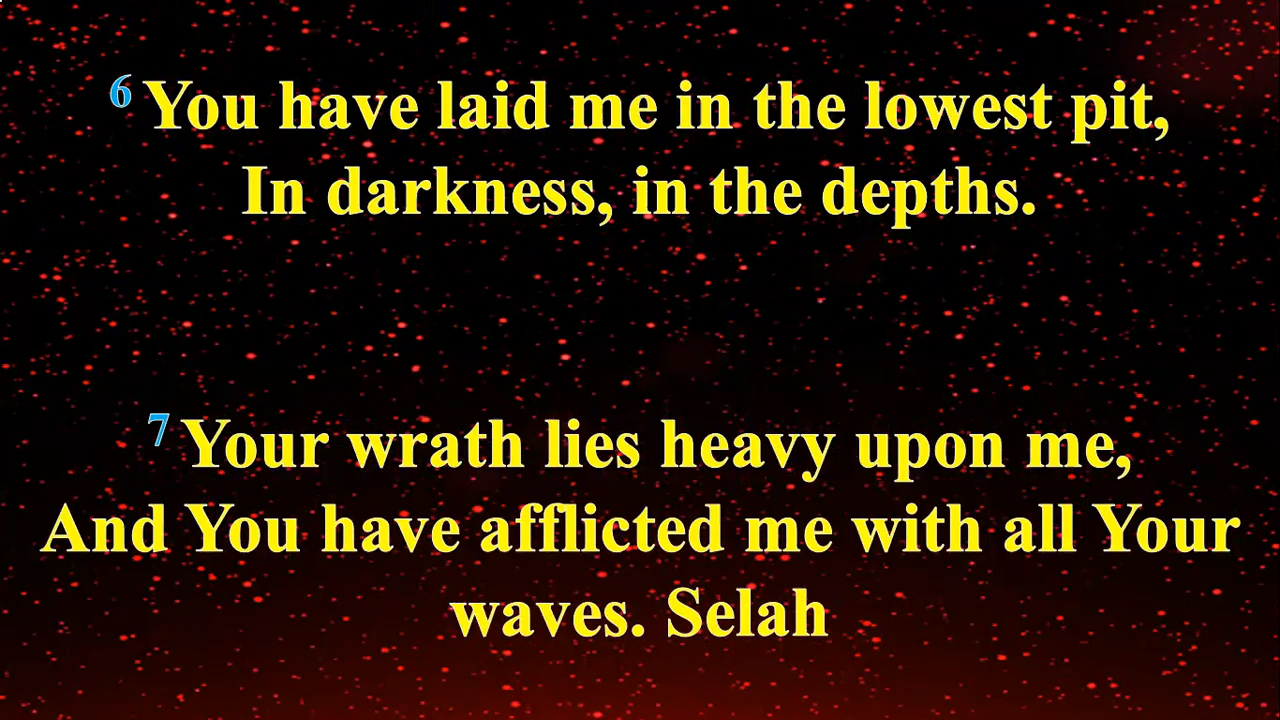 6 You have laid me in the lowest pit,
In darkness, in the depths.
7 Your wrath lies heavy upon me,
And You have afflicted me with all Your
waves. Selah